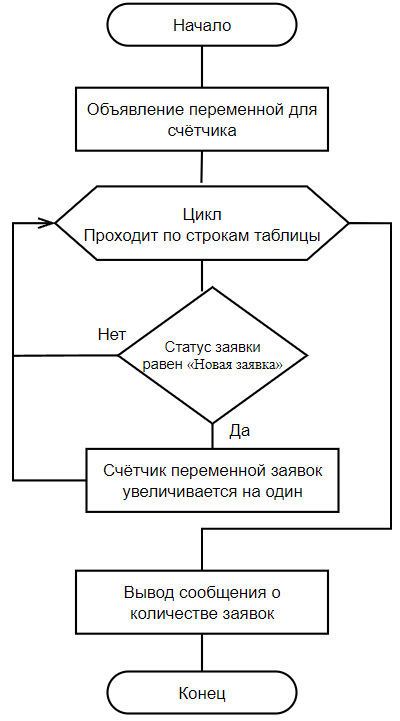 Начало
Объявление переменной для
счётчика
Цикл
Проходит по строкам таблицы
Нет
Статус заявки
равен «Новая заявка»
Да
Счётчик переменной заявок
увеличивается на один
Вывод сообщения о
количестве заявок
Конец